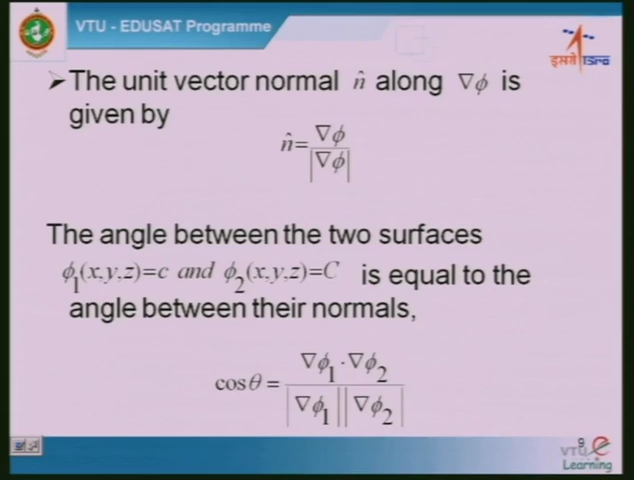 VTU - EDUSAT Programme
इसरो isro
➤The unit vector normal n̂ along ∇ϕ is
given by
n̂=∇ϕ/|∇ϕ|
The angle between the two surfaces
ϕ₁(x,y,z)=c and ϕ₂(x,y,z)=C is equal to the
angle between their normals,
cosθ = ∇ϕ₁·∇ϕ₂/|∇ϕ₁||∇ϕ₂|
9
VTU e
Learning